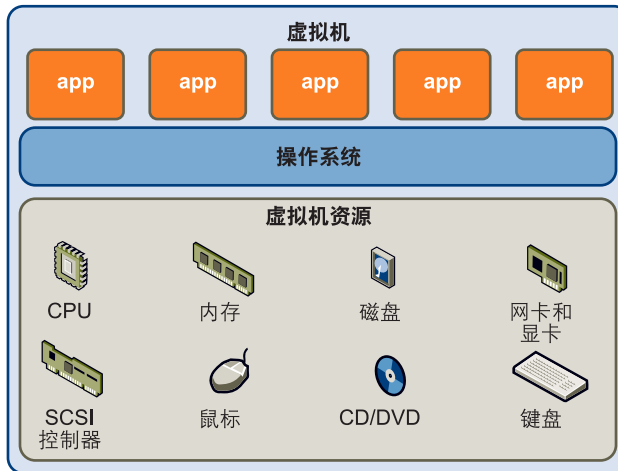 虚拟机
app
app
app
app
app
操作系统
虚拟机资源
CPU
内存
磁盘
网卡和
显卡
SCSI
控制器
鼠标
CD/DVD
键盘